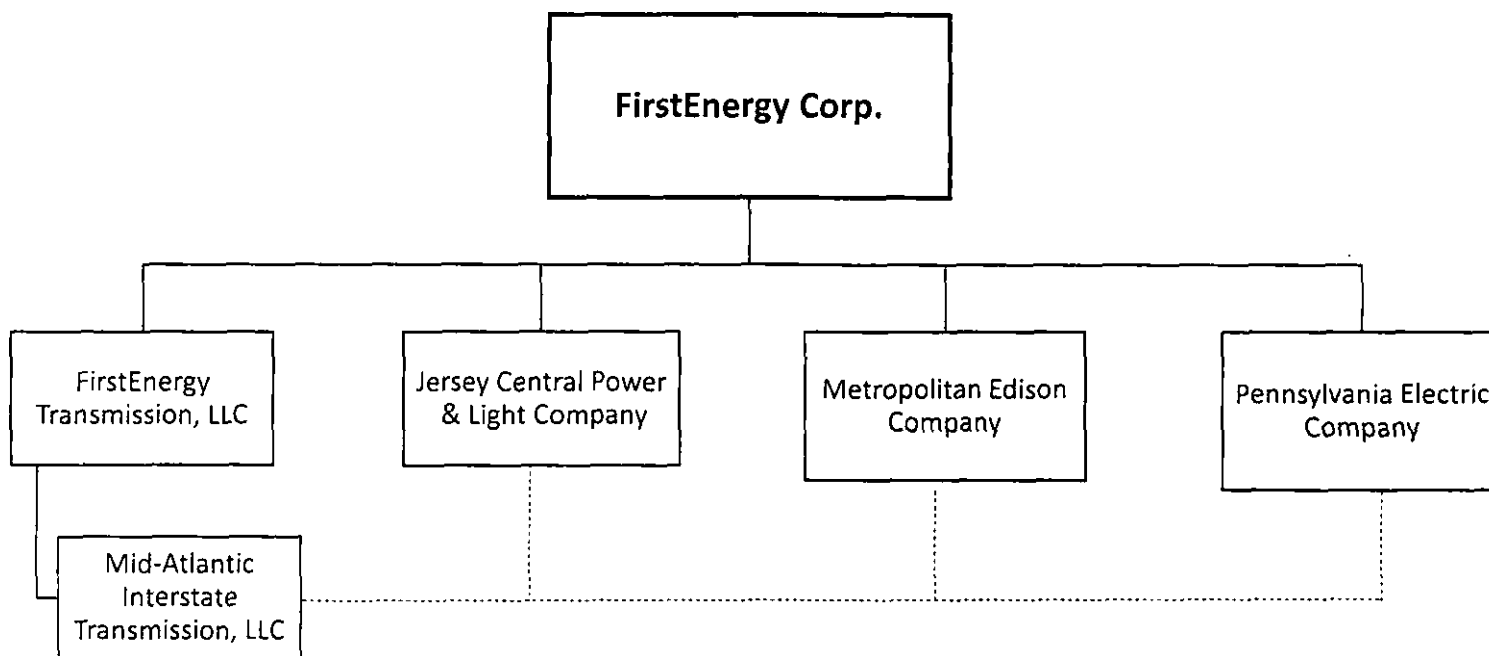 FirstEnergy Corp.
FirstEnergy
Transmission, LLC
Jersey Central Power
& Light Company
Metropolitan Edison
Company
Pennsylvania Electric
Company
Mid-Atlantic
Interstate
Transmission, LLC